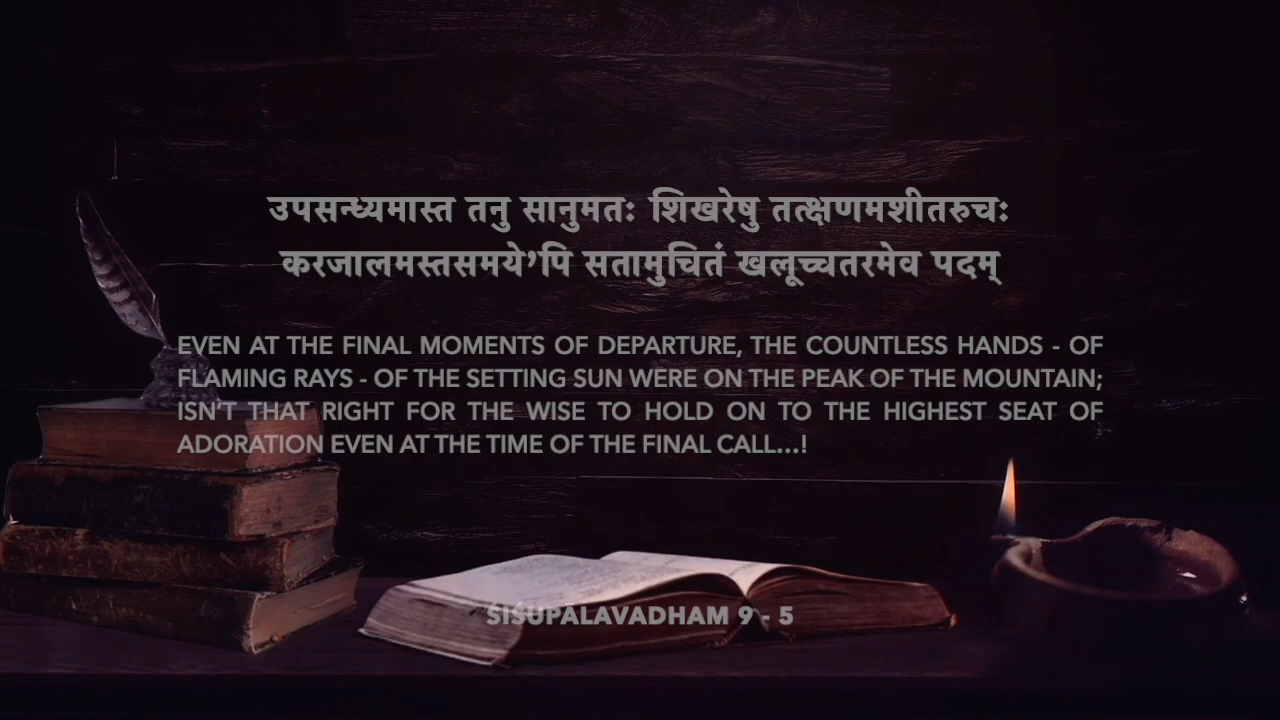 उपसन्ध्यमास्त तनु सानुमतः शिखरेषु तत्क्षणमशीतरुचः
करजालमस्तसमये’पि सतामुचितं खलूच्चतरमेव पदम्
EVEN AT THE FINAL MOMENTS OF DEPARTURE, THE COUNTLESS HANDS - OF
FLAMING RAYS - OF THE SETTING SUN WERE ON THE PEAK OF THE MOUNTAIN;
ISN’T THAT RIGHT FOR THE WISE TO HOLD ON TO THE HIGHEST SEAT OF
ADORATION EVEN AT THE TIME OF THE FINAL CALL...!
ŚIŚUPALAVADHAM 9 - 5